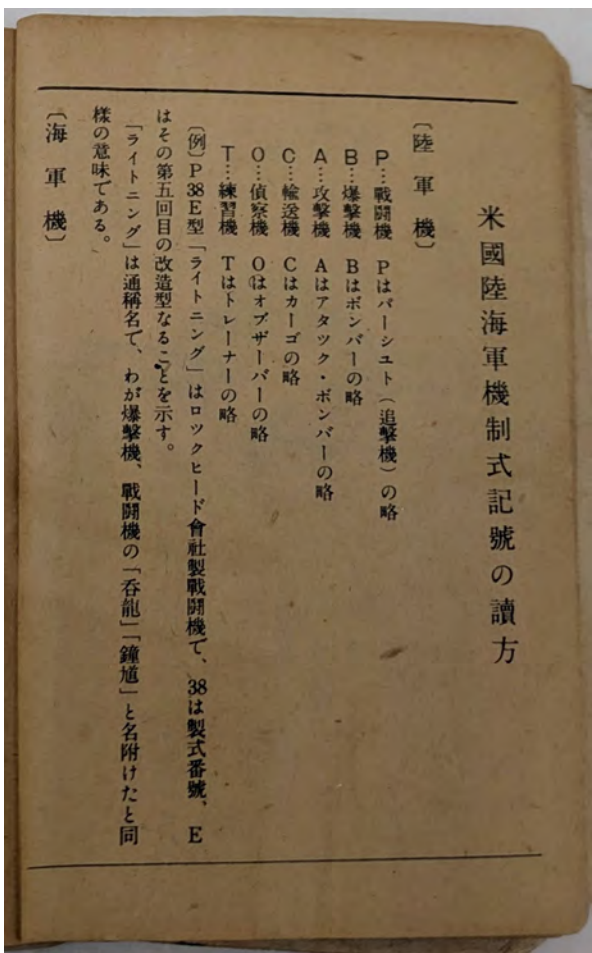 米國陸海軍機制式記號の讀方
〔陸軍機〕
P…戰鬪機　Pはパーシユト（追擊機）の略
B…爆擊機　Bはボンバーの略
A…攻擊機　Aはアタツク・ボンバーの略
C…輸送機　Cはカーゴの略
O…偵察機　Oはオブザーバーの略
T…練習機　Tはトレーナーの略
〔例〕P38E型「ライトニング」はロツクヒード會社製戰鬪機で、38は製式番號、E
はその第五回目の改造型なることを示す。
「ライトニング」は通稱名で、わが爆擊機、戰鬪機の「吞龍」「鐘馗」と名附けたと同
樣の意味である。
〔海軍機〕